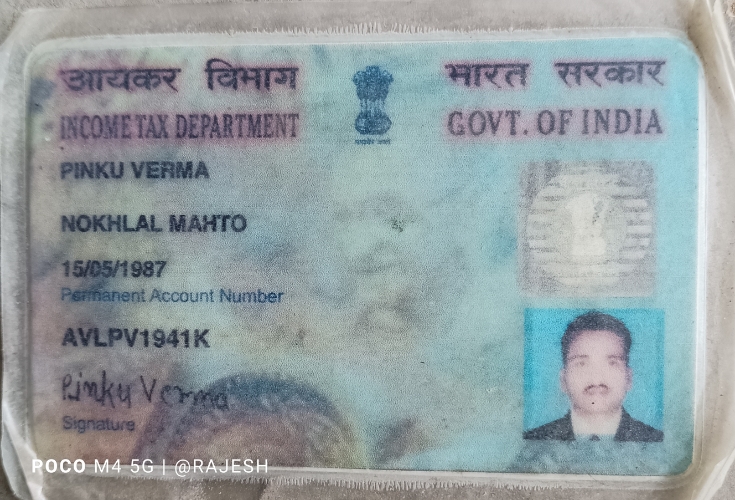 आयकर विभाग
भारत सरकार
INCOME TAX DEPARTMENT
GOVT. OF INDIA
PINKU VERMA
NOKHLAL MAHTO
15/05/1987
Permanent Account Number
AVLPV1941K
Pinku Verma
Signature
POCO M4 5G | @RAJESH